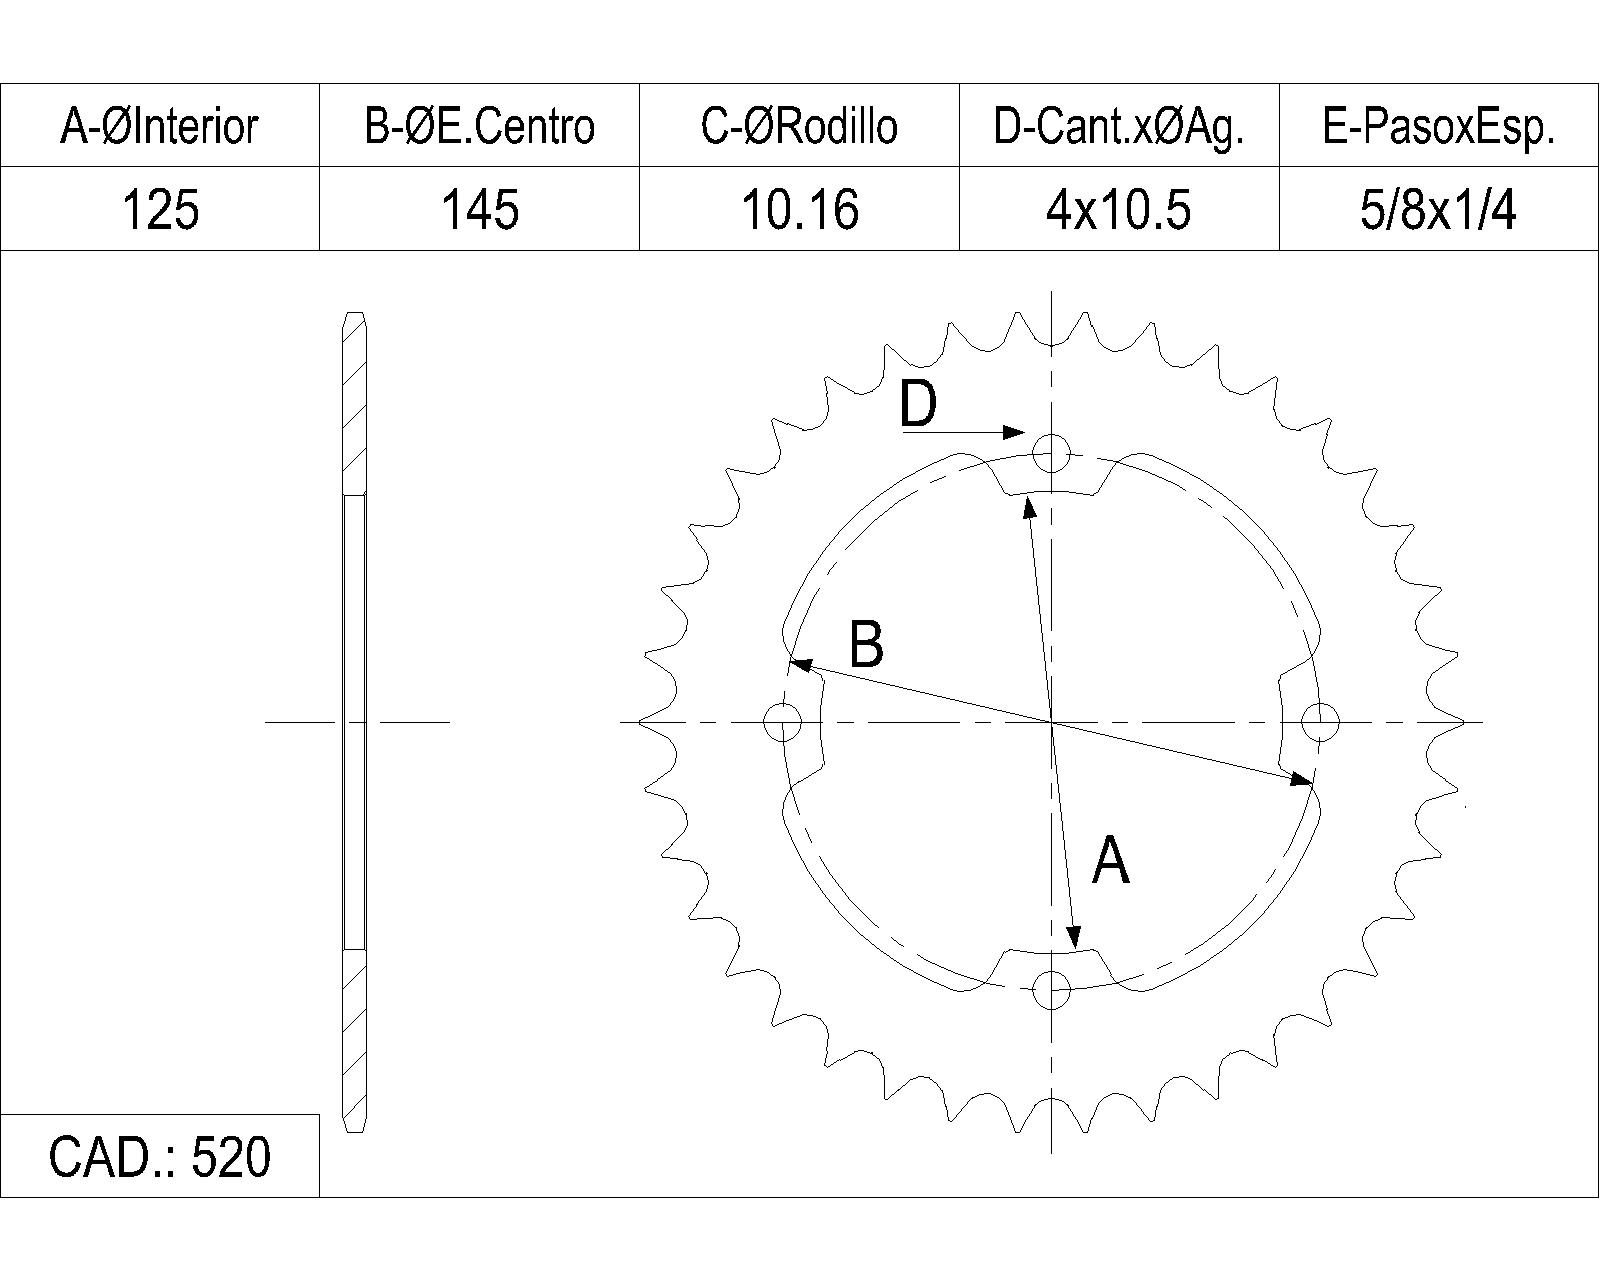 A-ØInterior B-ØE.Centro C-ØRodillo D-Cant.xØAg. E-PasoxEsp.
125 145 10.16 4x10.5 5/8x1/4
D
B
A
CAD.: 520